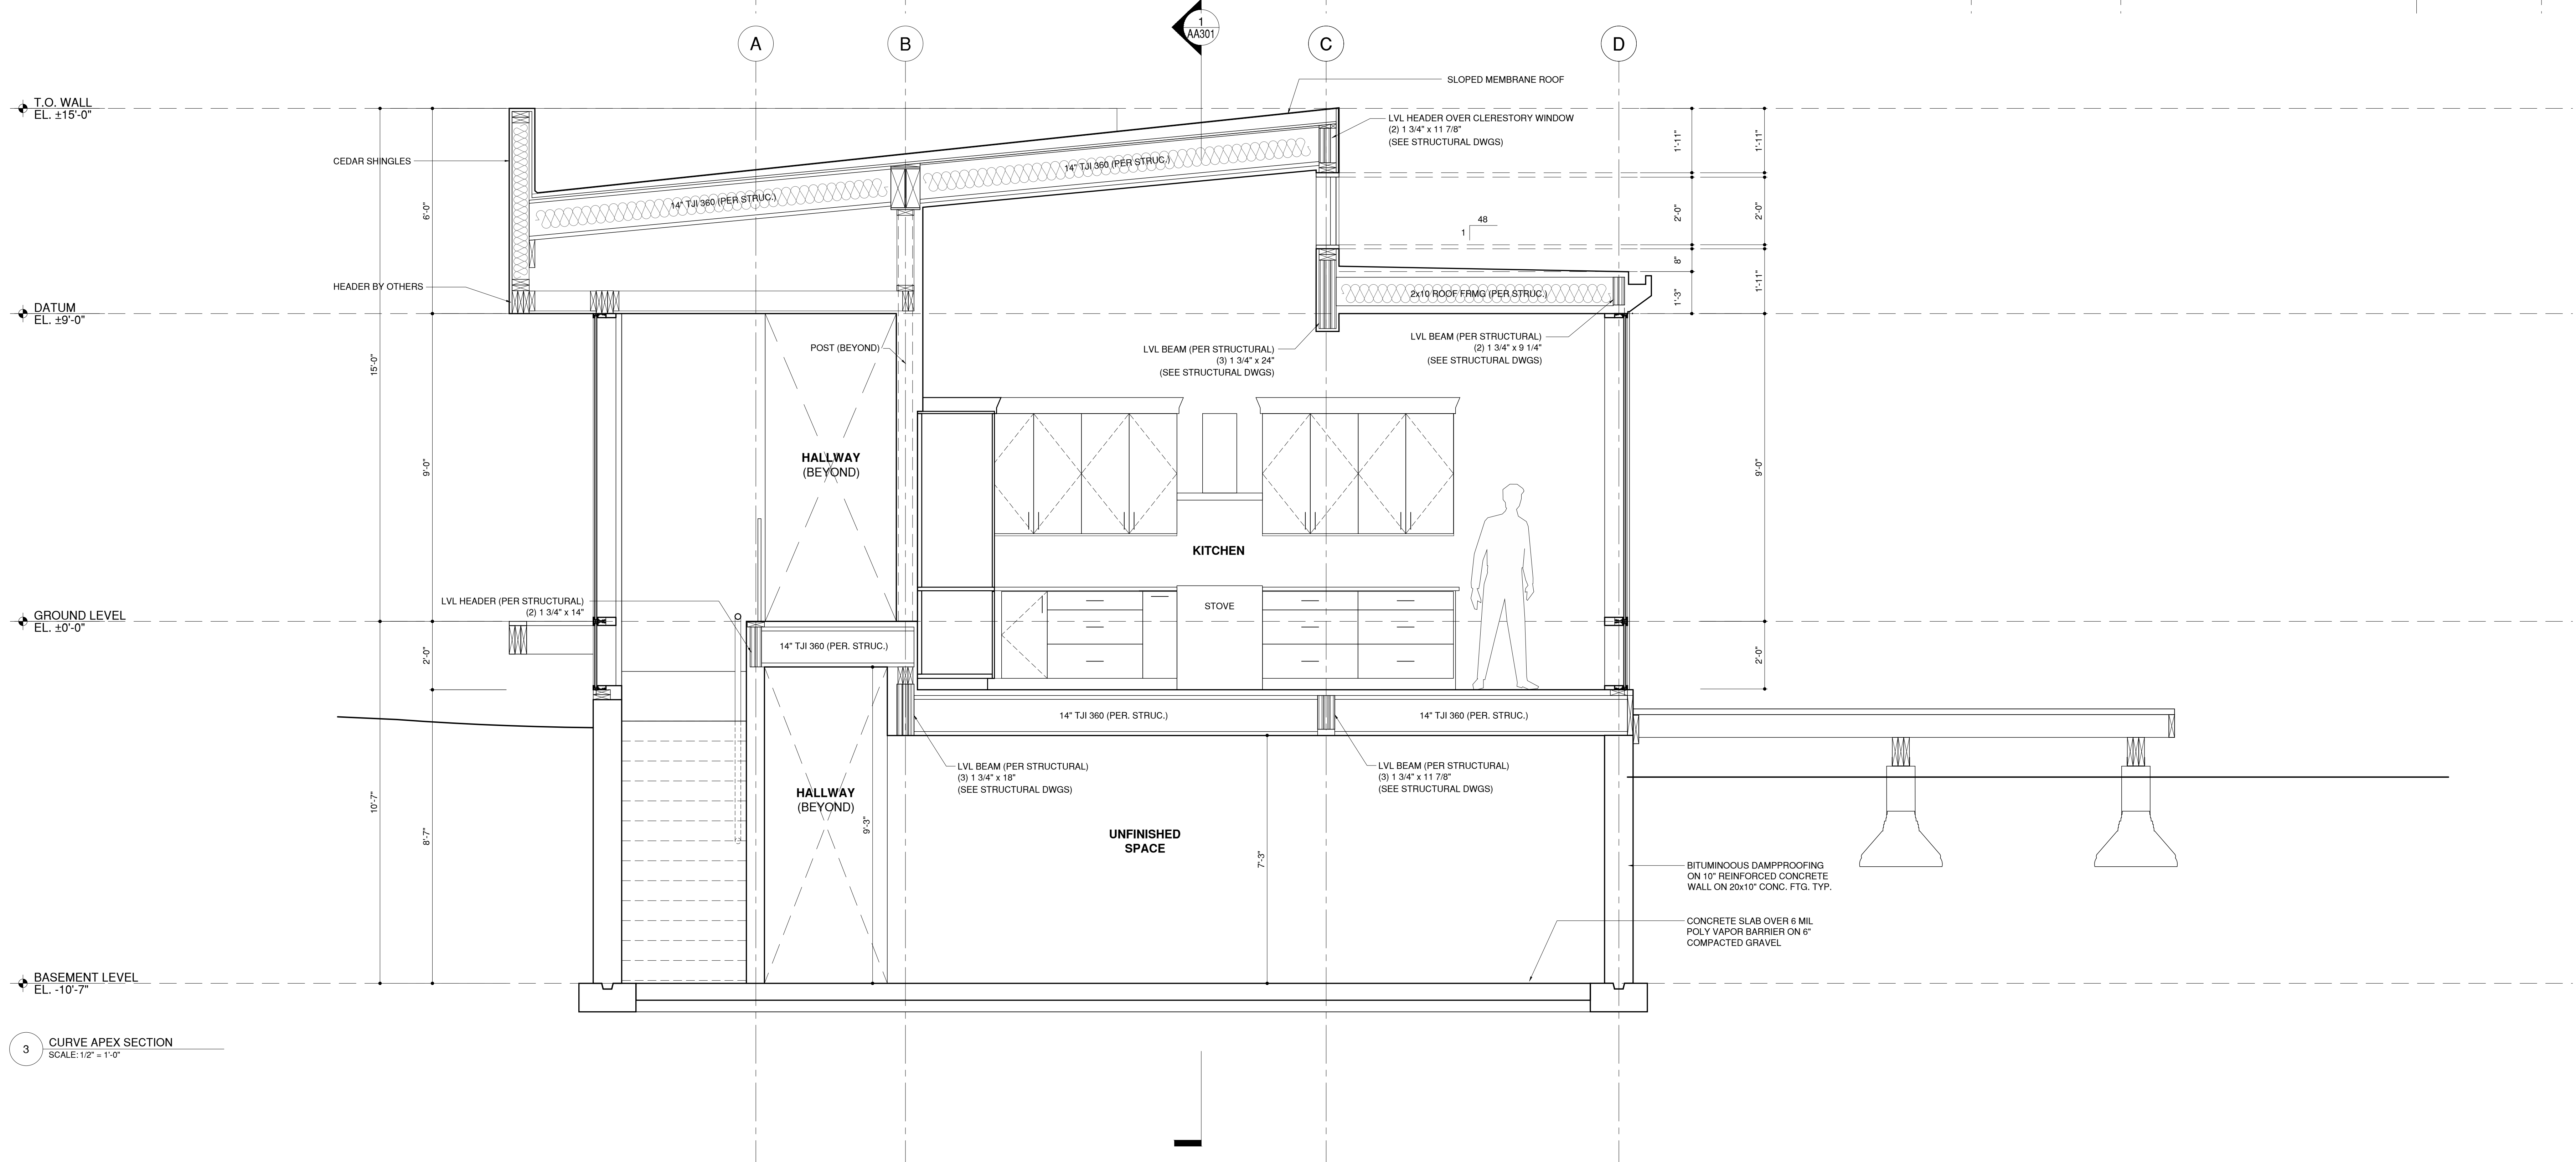 A
B
1
AA301
C
D
SLOPED MEMBRANE ROOF
T.O. WALL
EL. ±15'-0"
LVL HEADER OVER CLERESTORY WINDOW
(2) 1 3/4" x 11 7/8"
(SEE STRUCTURAL DWGS)
1'-11"
1'-11"
CEDAR SHINGLES
14" TJI 360 (PER STRUC.)
14" TJI 360 (PER STRUC.)
6'-0"
48
1
2'-0"
2'-0"
8"
1'-11"
1'-3"
HEADER BY OTHERS
2x10 ROOF FRMG (PER STRUC.)
DATUM
EL. ±9'-0"
POST (BEYOND)
LVL BEAM (PER STRUCTURAL)
(3) 1 3/4" x 24"
(SEE STRUCTURAL DWGS)
LVL BEAM (PER STRUCTURAL)
(2) 1 3/4" x 9 1/4"
(SEE STRUCTURAL DWGS)
15'-0"
9'-0"
HALLWAY
(BEYOND)
9'-0"
KITCHEN
STOVE
LVL HEADER (PER STRUCTURAL)
(2) 1 3/4" x 14"
GROUND LEVEL
EL. ±0'-0"
14" TJI 360 (PER. STRUC.)
2'-0"
2'-0"
14" TJI 360 (PER. STRUC.)
14" TJI 360 (PER. STRUC.)
LVL BEAM (PER STRUCTURAL)
(3) 1 3/4" x 18"
(SEE STRUCTURAL DWGS)
LVL BEAM (PER STRUCTURAL)
(3) 1 3/4" x 11 7/8"
(SEE STRUCTURAL DWGS)
10'-7"
8'-7"
HALLWAY
(BEYOND)
9'-3"
UNFINISHED
SPACE
7'-3"
BITUMINOOUS DAMPPROOFING
ON 10" REINFORCED CONCRETE
WALL ON 20x10" CONC. FTG. TYP.
CONCRETE SLAB OVER 6 MIL
POLY VAPOR BARRIER ON 6"
COMPACTED GRAVEL
BASEMENT LEVEL
EL. -10'-7"
3
CURVE APEX SECTION
SCALE: 1/2" = 1'-0"